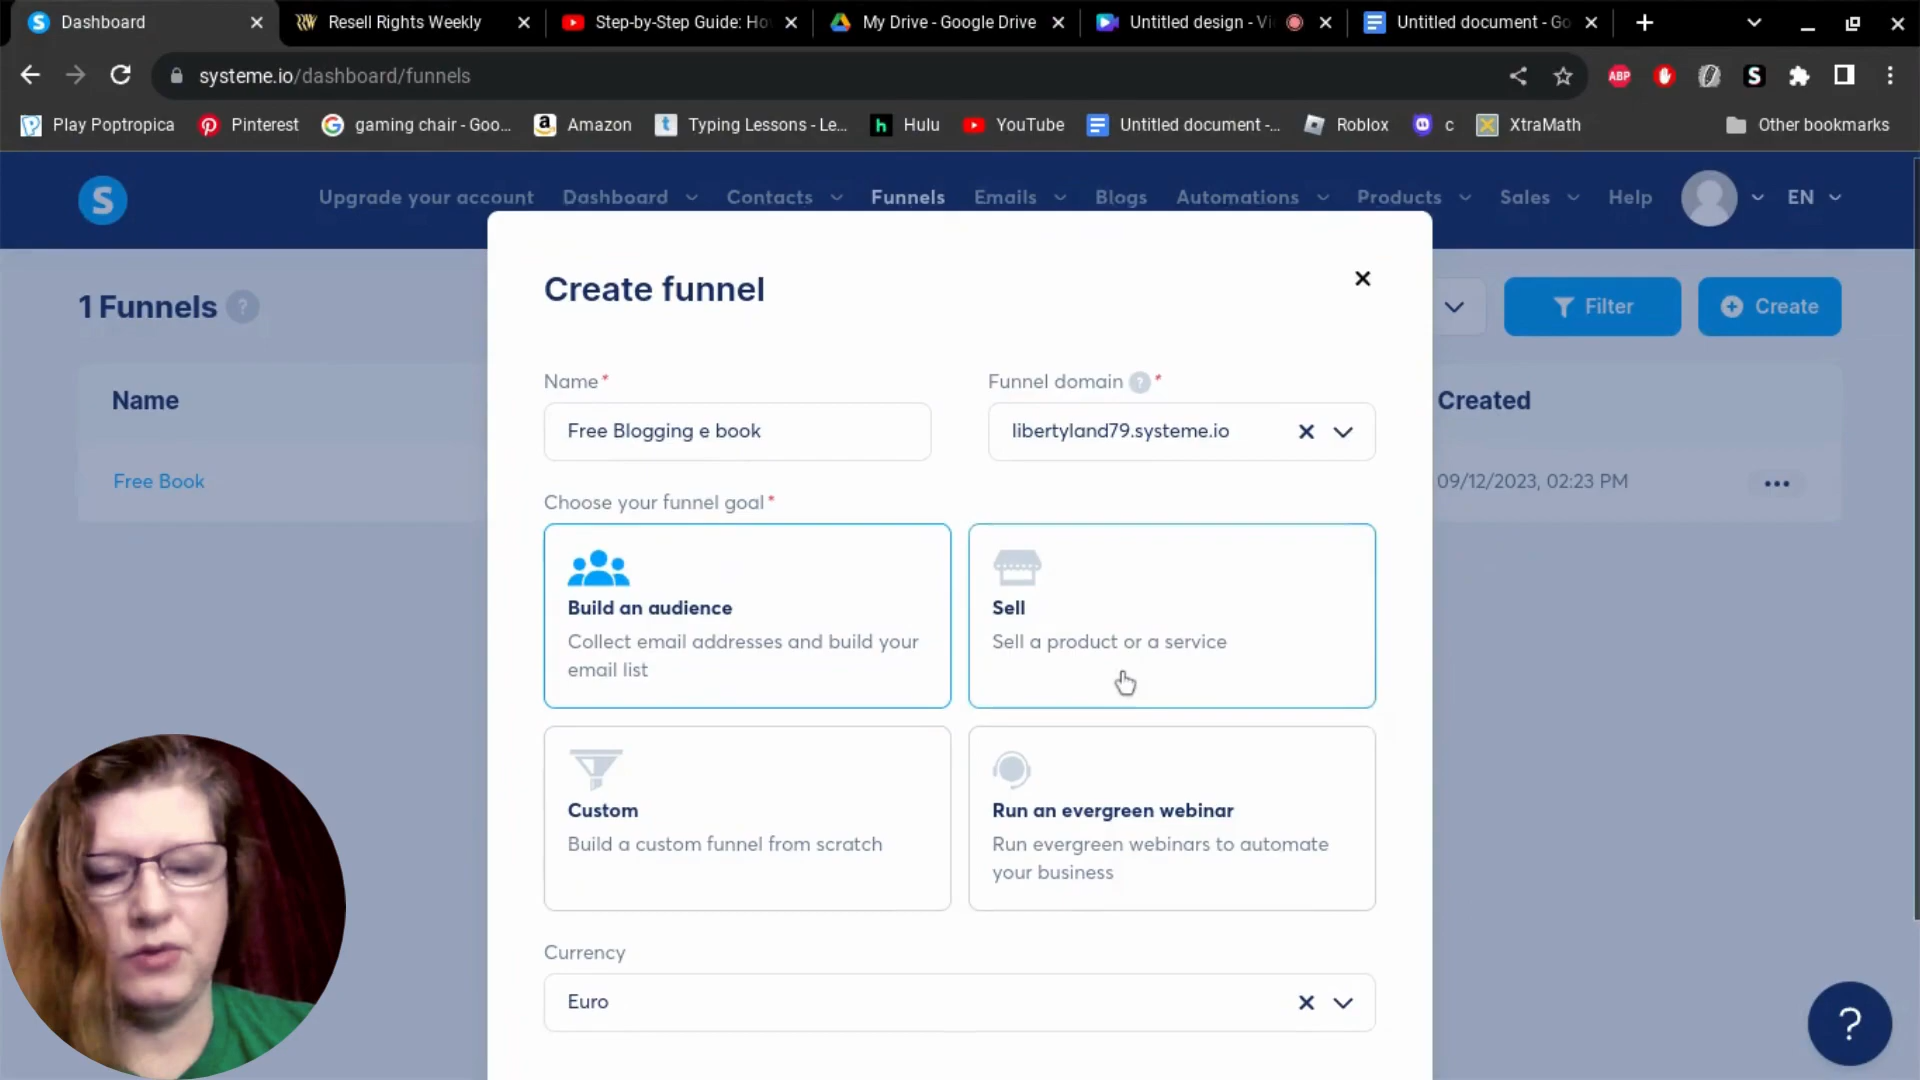 Dashboard
Resell Rights Weekly
Step-by-Step Guide: Ho
My Drive - Google Drive
Untitled design - Vi
Untitled document - Go
systeme.io/dashboard/funnels
ABP
S
Play Poptropica
Pinterest
gaming chair - Goo...
Amazon
Typing Lessons - Le...
Hulu
YouTube
Untitled document -...
Roblox
c
XtraMath
Other bookmarks
S
Upgrade your account
Dashboard
Contacts
Funnels
Emails
Blogs
Automations
Products
Sales
Help
EN
1 Funnels ?
Filter
Create
Name
Created
Free Book
09/12/2023, 02:23 PM
Create funnel
Name*
Funnel domain ? *
Free Blogging e book
libertyland79.systeme.io
Choose your funnel goal*
Build an audience
Collect email addresses and build your
email list
Sell
Sell a product or a service
Custom
Build a custom funnel from scratch
Run an evergreen webinar
Run evergreen webinars to automate
your business
Currency
Euro
?